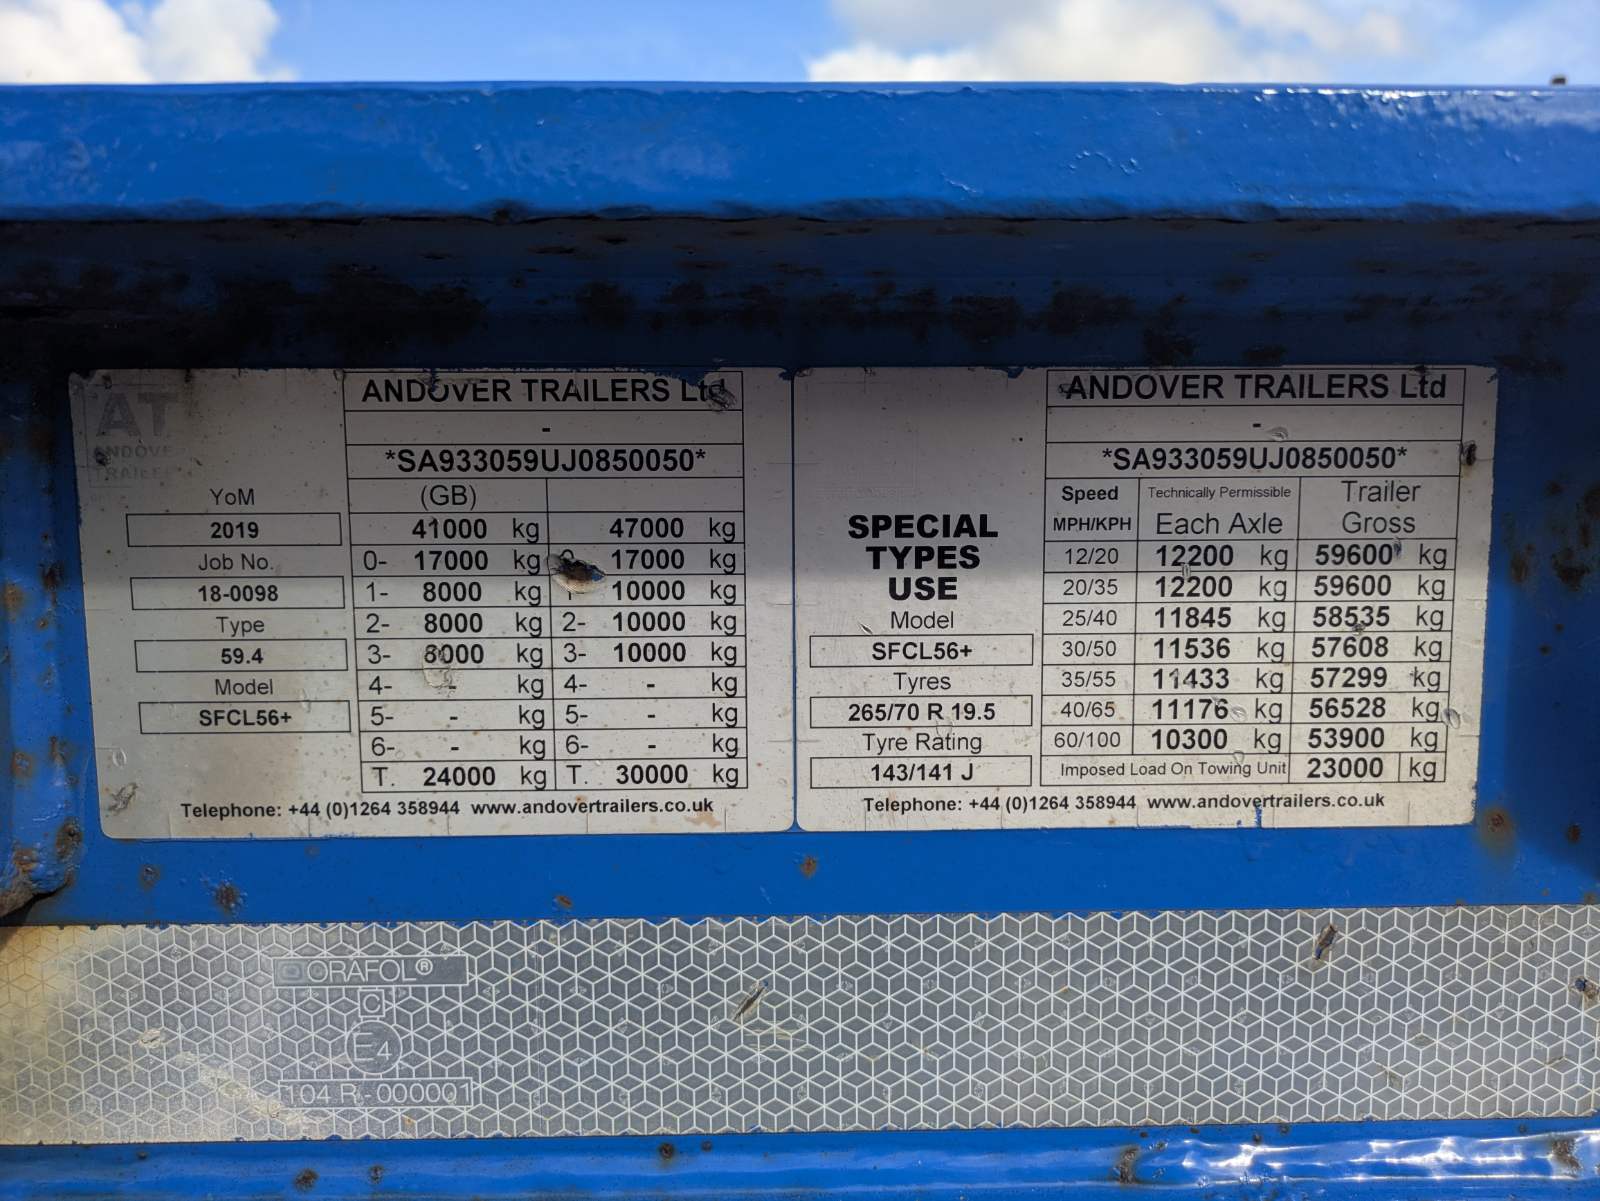 AT
ANDOVER
TRAILERS
ANDOVER TRAILERS Ltd
-
*SA933059UJ0850050*
YoM
2019
Job No.
18-0098
Type
59.4
Model
SFCL56+
(GB)
41000 kg 47000 kg
0- 17000 kg 17000 kg
1- 8000 kg 10000 kg
2- 8000 kg 2- 10000 kg
3- 8000 kg 3- 10000 kg
4- - kg 4- - kg
5- - kg 5- - kg
6- - kg 6- - kg
T. 24000 kg T. 30000 kg
Telephone: +44 (0)1264 358944 www.andovertrailers.co.uk
ANDOVER TRAILERS Ltd
-
*SA933059UJ0850050*
SPECIAL
TYPES
USE
Model
SFCL56+
Tyres
265/70 R 19.5
Tyre Rating
143/141 J
Speed Technically Permissible Trailer
MPH/KPH Each Axle Gross
12/20 12200 kg 59600 kg
20/35 12200 kg 59600 kg
25/40 11845 kg 58535 kg
30/50 11536 kg 57608 kg
35/55 11433 kg 57299 kg
40/65 11176 kg 56528 kg
60/100 10300 kg 53900 kg
Imposed Load On Towing Unit 23000 kg
Telephone: +44 (0)1264 358944 www.andovertrailers.co.uk
ORAFOL®
C
E4
104 R-000001